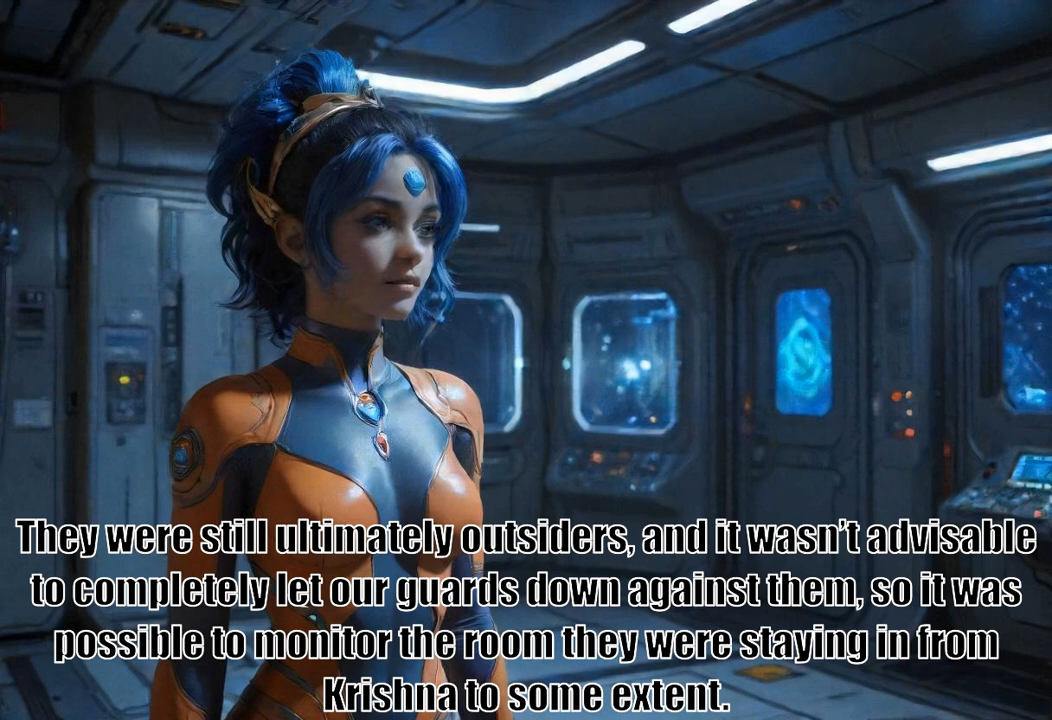 They were still ultimately outsiders, and it wasn't advisable
to completely let our guards down against them, so it was
possible to monitor the room they were staying in from
Krishna to some extent.